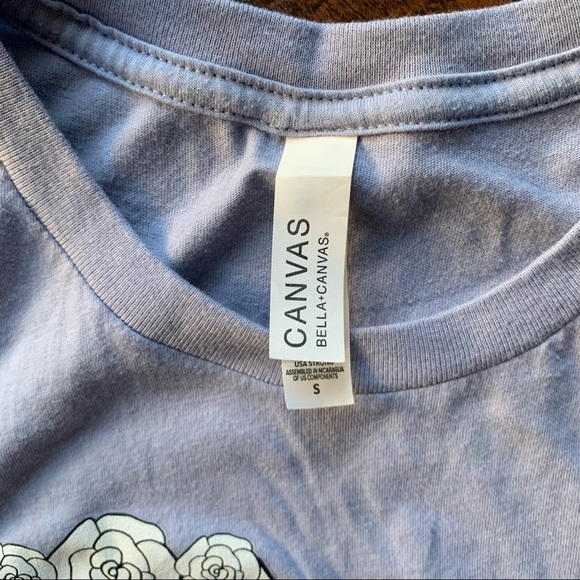 CANVAS
BELLA+CANVAS®
USA STRONG
ASSEMBLED IN NICARAGUA
OF US COMPONENTS
S